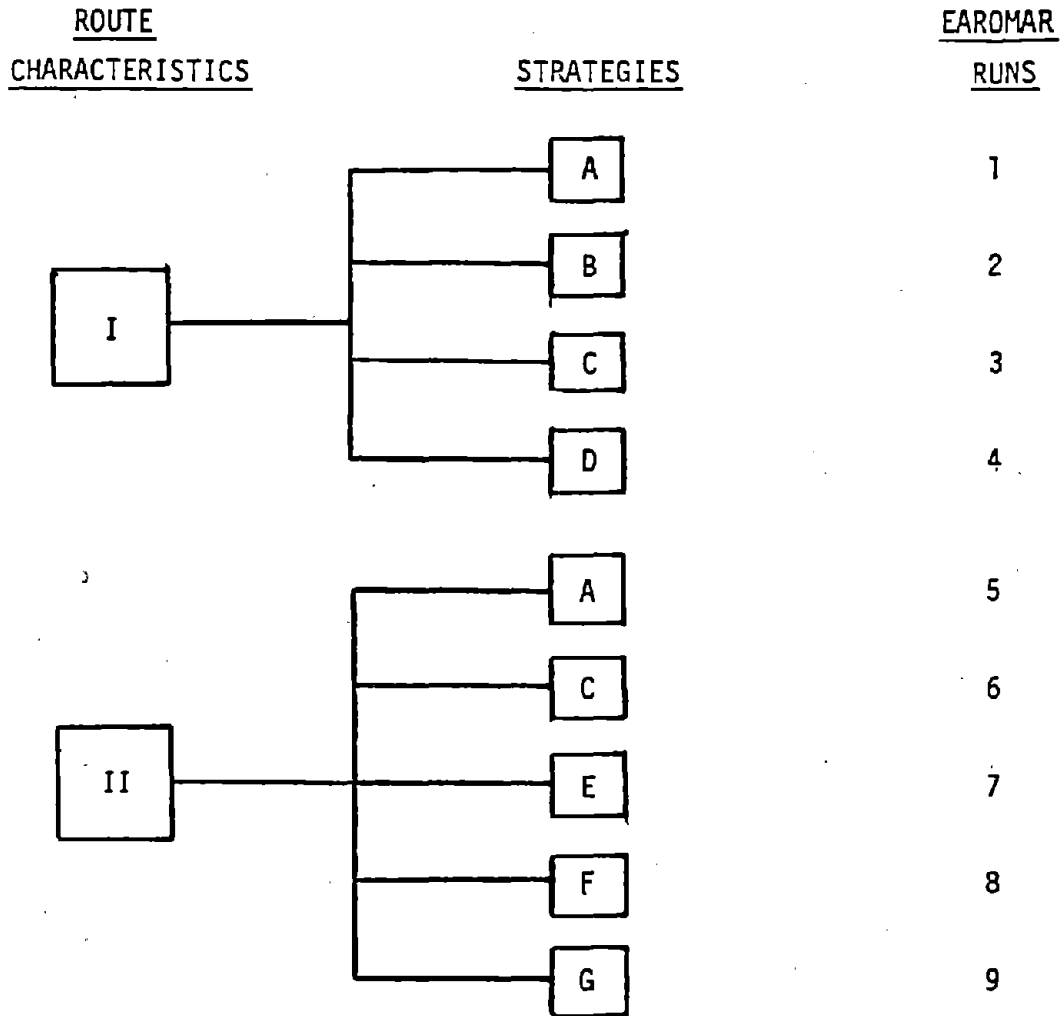 ROUTE
CHARACTERISTICS
STRATEGIES
EAROMAR
RUNS
I
A 1
B 2
C 3
D 4
II
A 5
C 6
E 7
F 8
G 9